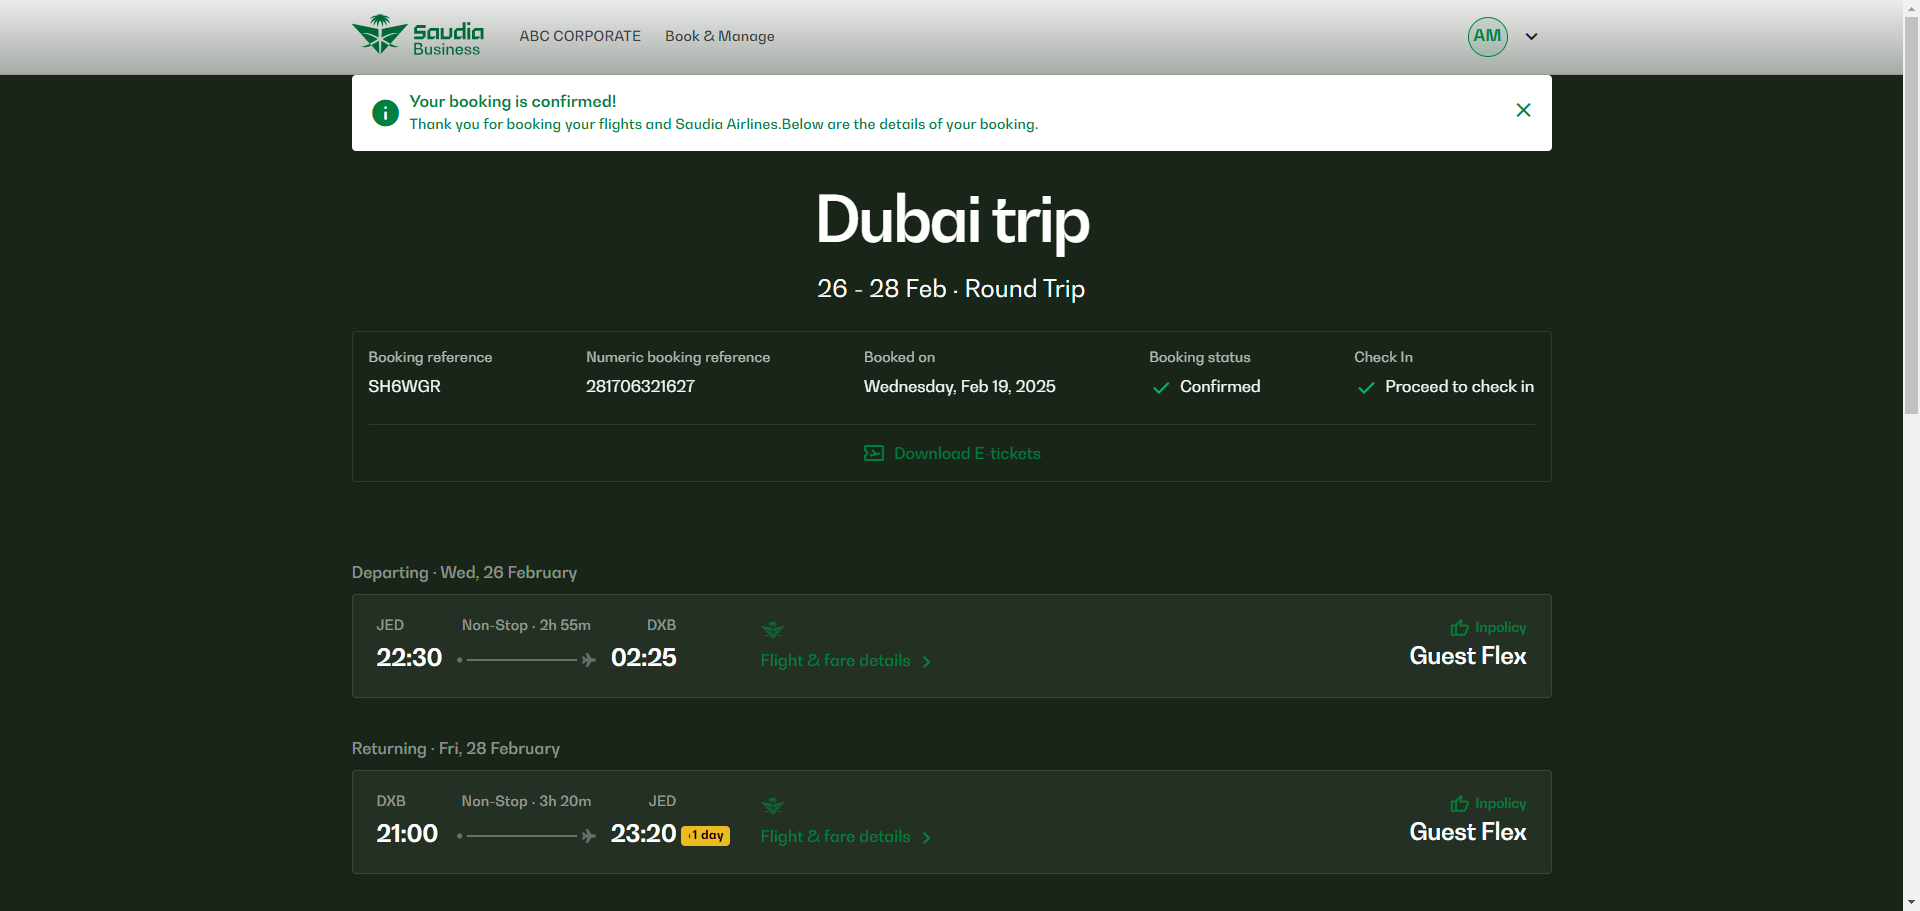 Saudia
Business
ABC CORPORATE
Book & Manage
AM
Your booking is confirmed!
Thank you for booking your flights and Saudia Airlines.Below are the details of your booking.
Dubai trip
26 - 28 Feb · Round Trip
Booking reference
SH6WGR
Numeric booking reference
281706321627
Booked on
Wednesday, Feb 19, 2025
Booking status
Confirmed
Check In
Proceed to check in
Download E-tickets
Departing · Wed, 26 February
JED
Non-Stop · 2h 55m
DXB
22:30
02:25
Flight & fare details
Inpolicy
Guest Flex
Returning · Fri, 28 February
DXB
Non-Stop · 3h 20m
JED
21:00
23:20
+1 day
Flight & fare details
Inpolicy
Guest Flex